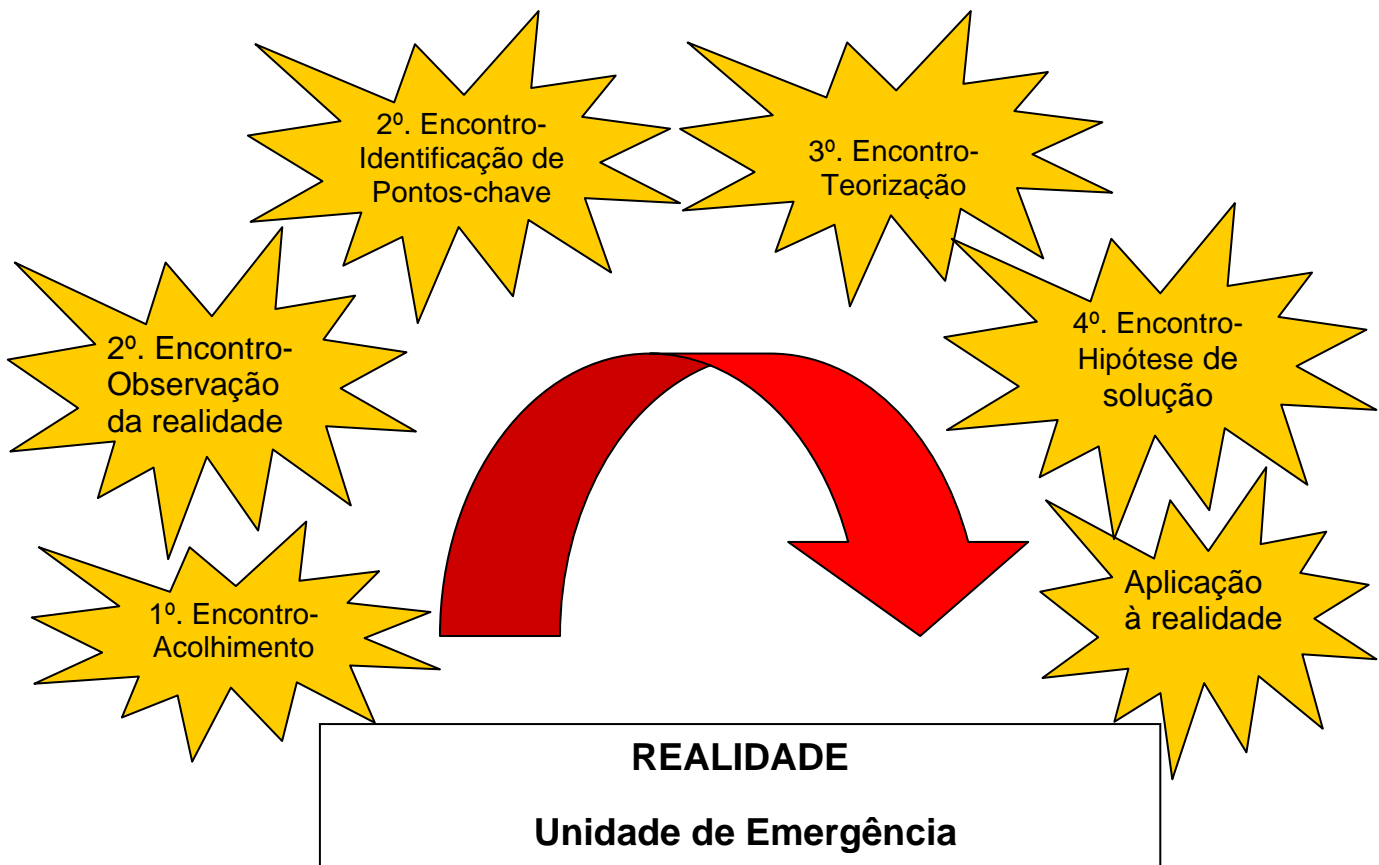 1º. Encontro-
Acolhimento
2º. Encontro-
Observação
da realidade
2º. Encontro-
Identificação de
Pontos-chave
3º. Encontro-
Teorização
4º. Encontro-
Hipótese de
solução
Aplicação
à realidade
REALIDADE
Unidade de Emergência